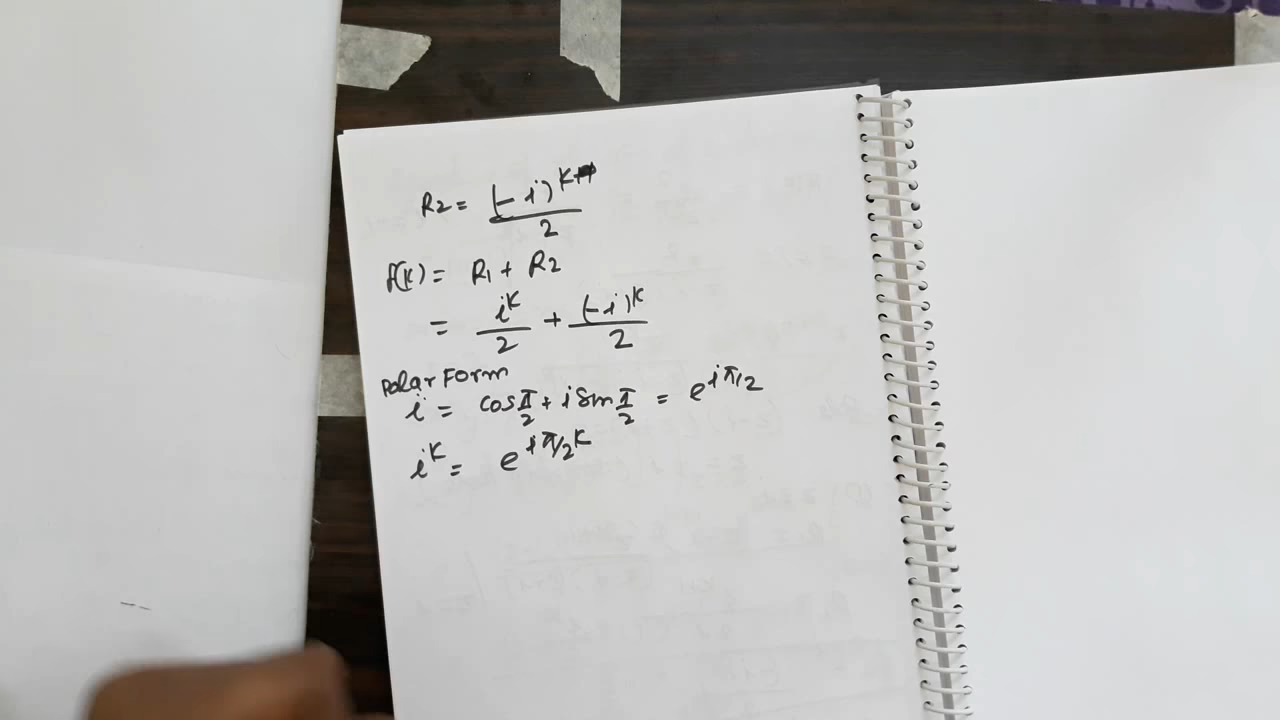 R2 = (-i)^K / 2
f(K) = R1 + R2
= i^K / 2 + (-i)^K / 2
Polar Form
i = cos π/2 + i sin π/2 = e^(iπ/2)
i^K = e^(iπ/2 K)